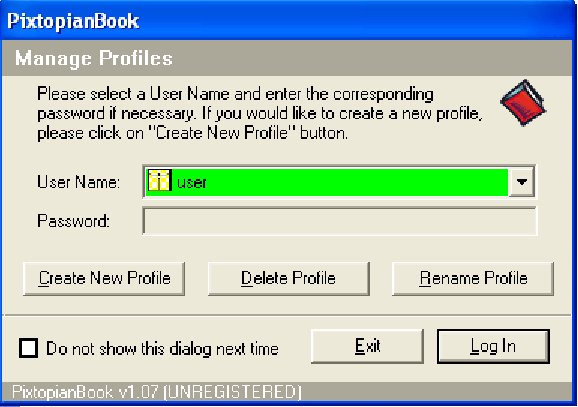 PixtopianBook
Manage Profiles
Please select a User Name and enter the corresponding
password if necessary. If you would like to create a new profile,
please click on "Create New Profile" button.
User Name: user
Password:
Create New Profile Delete Profile Rename Profile
Do not show this dialog next time Exit Log In
PixtopianBook v1.07 (UNREGISTERED)